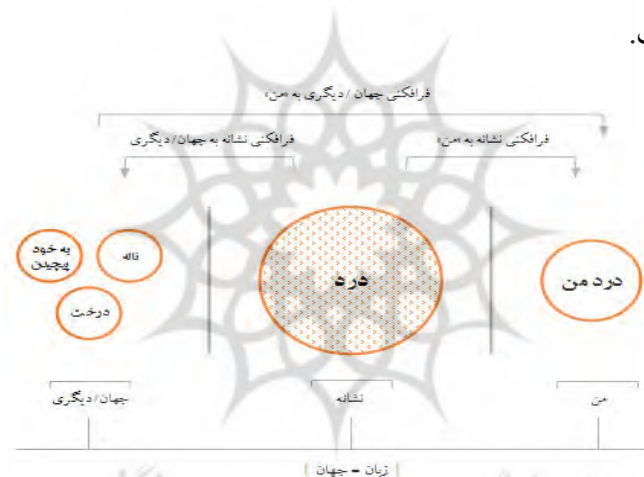 فرافکنی جهان / دیگری به «من»
فرافکنی نشانه به «من»
فرافکنی نشانه به جهان/دیگری
درد من
درد
ناله
به خود
پیچیدن
درخت
من
نشانه
جهان/دیگری
[ زبان = جهان ]